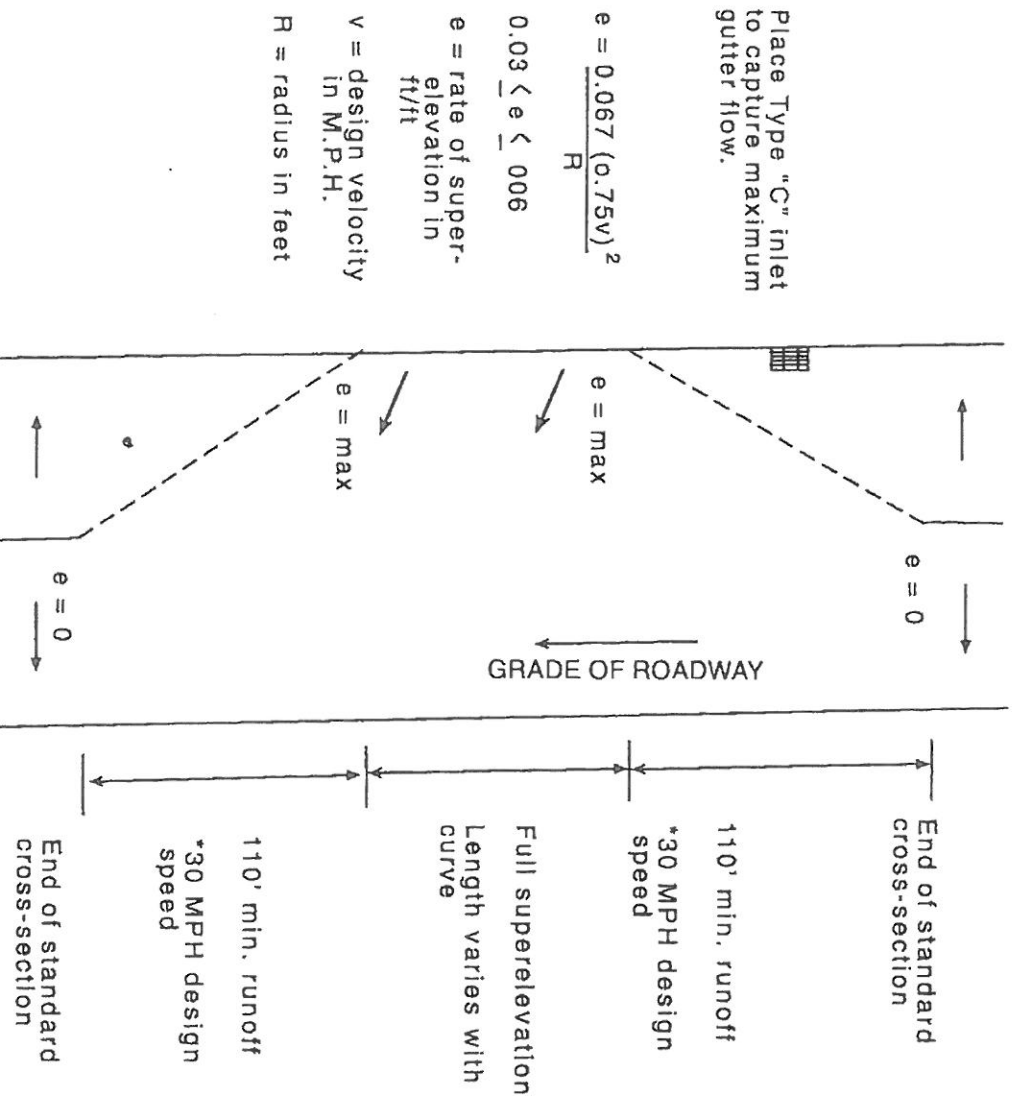 Place Type "C" inlet
to capture maximum
gutter flow.
e = 0.067 (o.75v)²
R
0.03 < e < 006
e = rate of super-
elevation in
ft/ft
v = design velocity
in M.P.H.
R = radius in feet
e = max
e = max
e = 0
e = 0
GRADE OF ROADWAY
End of standard
cross-section
110' min. runoff
*30 MPH design
speed
Full superelevation
Length varies with
curve
110' min. runoff
*30 MPH design
speed
End of standard
cross-section